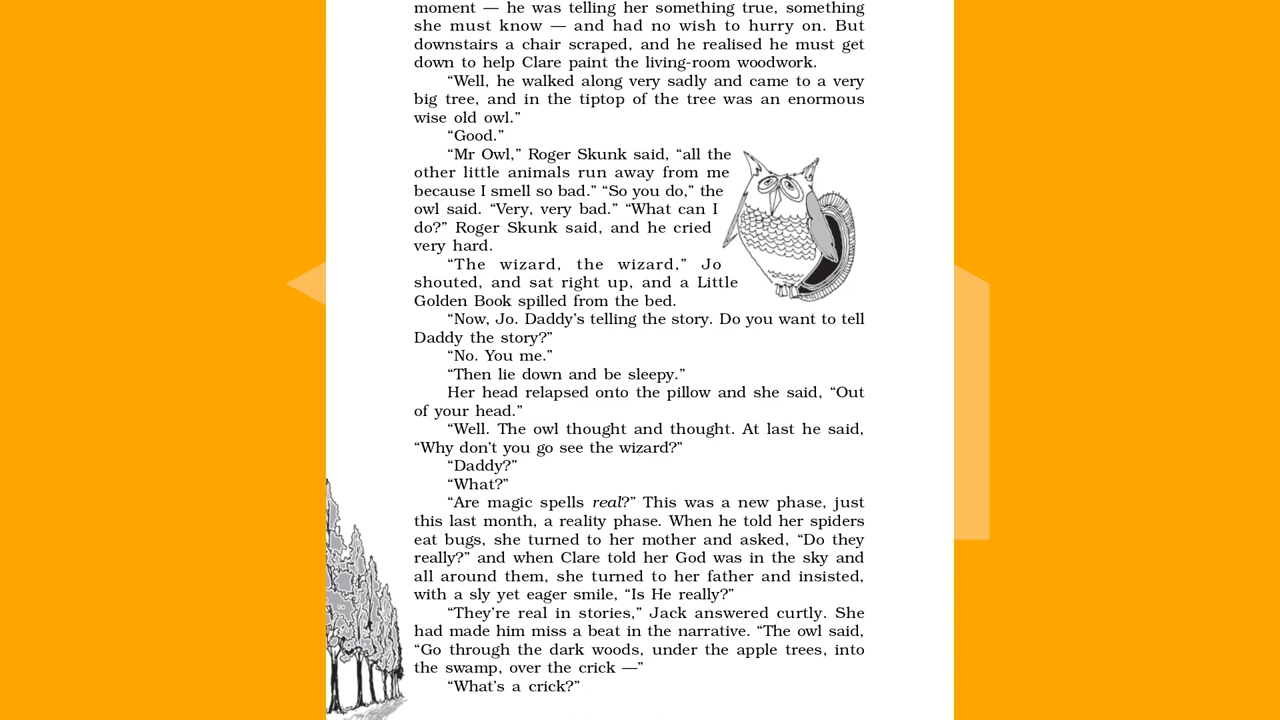 moment — he was telling her something true, something
she must know — and had no wish to hurry on. But
downstairs a chair scraped, and he realised he must get
down to help Clare paint the living-room woodwork.
“Well, he walked along very sadly and came to a very
big tree, and in the tiptop of the tree was an enormous
wise old owl.”
“Good.”
“Mr Owl,” Roger Skunk said, “all the
other little animals run away from me
because I smell so bad.” “So you do,” the
owl said. “Very, very bad.” “What can I
do?” Roger Skunk said, and he cried
very hard.
“The wizard, the wizard,” Jo
shouted, and sat right up, and a Little
Golden Book spilled from the bed.
“Now, Jo. Daddy’s telling the story. Do you want to tell
Daddy the story?”
“No. You me.”
“Then lie down and be sleepy.”
Her head relapsed onto the pillow and she said, “Out
of your head.”
“Well. The owl thought and thought. At last he said,
“Why don’t you go see the wizard?”
“Daddy?”
“What?”
“Are magic spells real?” This was a new phase, just
this last month, a reality phase. When he told her spiders
eat bugs, she turned to her mother and asked, “Do they
really?” and when Clare told her God was in the sky and
all around them, she turned to her father and insisted,
with a sly yet eager smile, “Is He really?”
“They’re real in stories,” Jack answered curtly. She
had made him miss a beat in the narrative. “The owl said,
“Go through the dark woods, under the apple trees, into
the swamp, over the crick —”
“What’s a crick?”